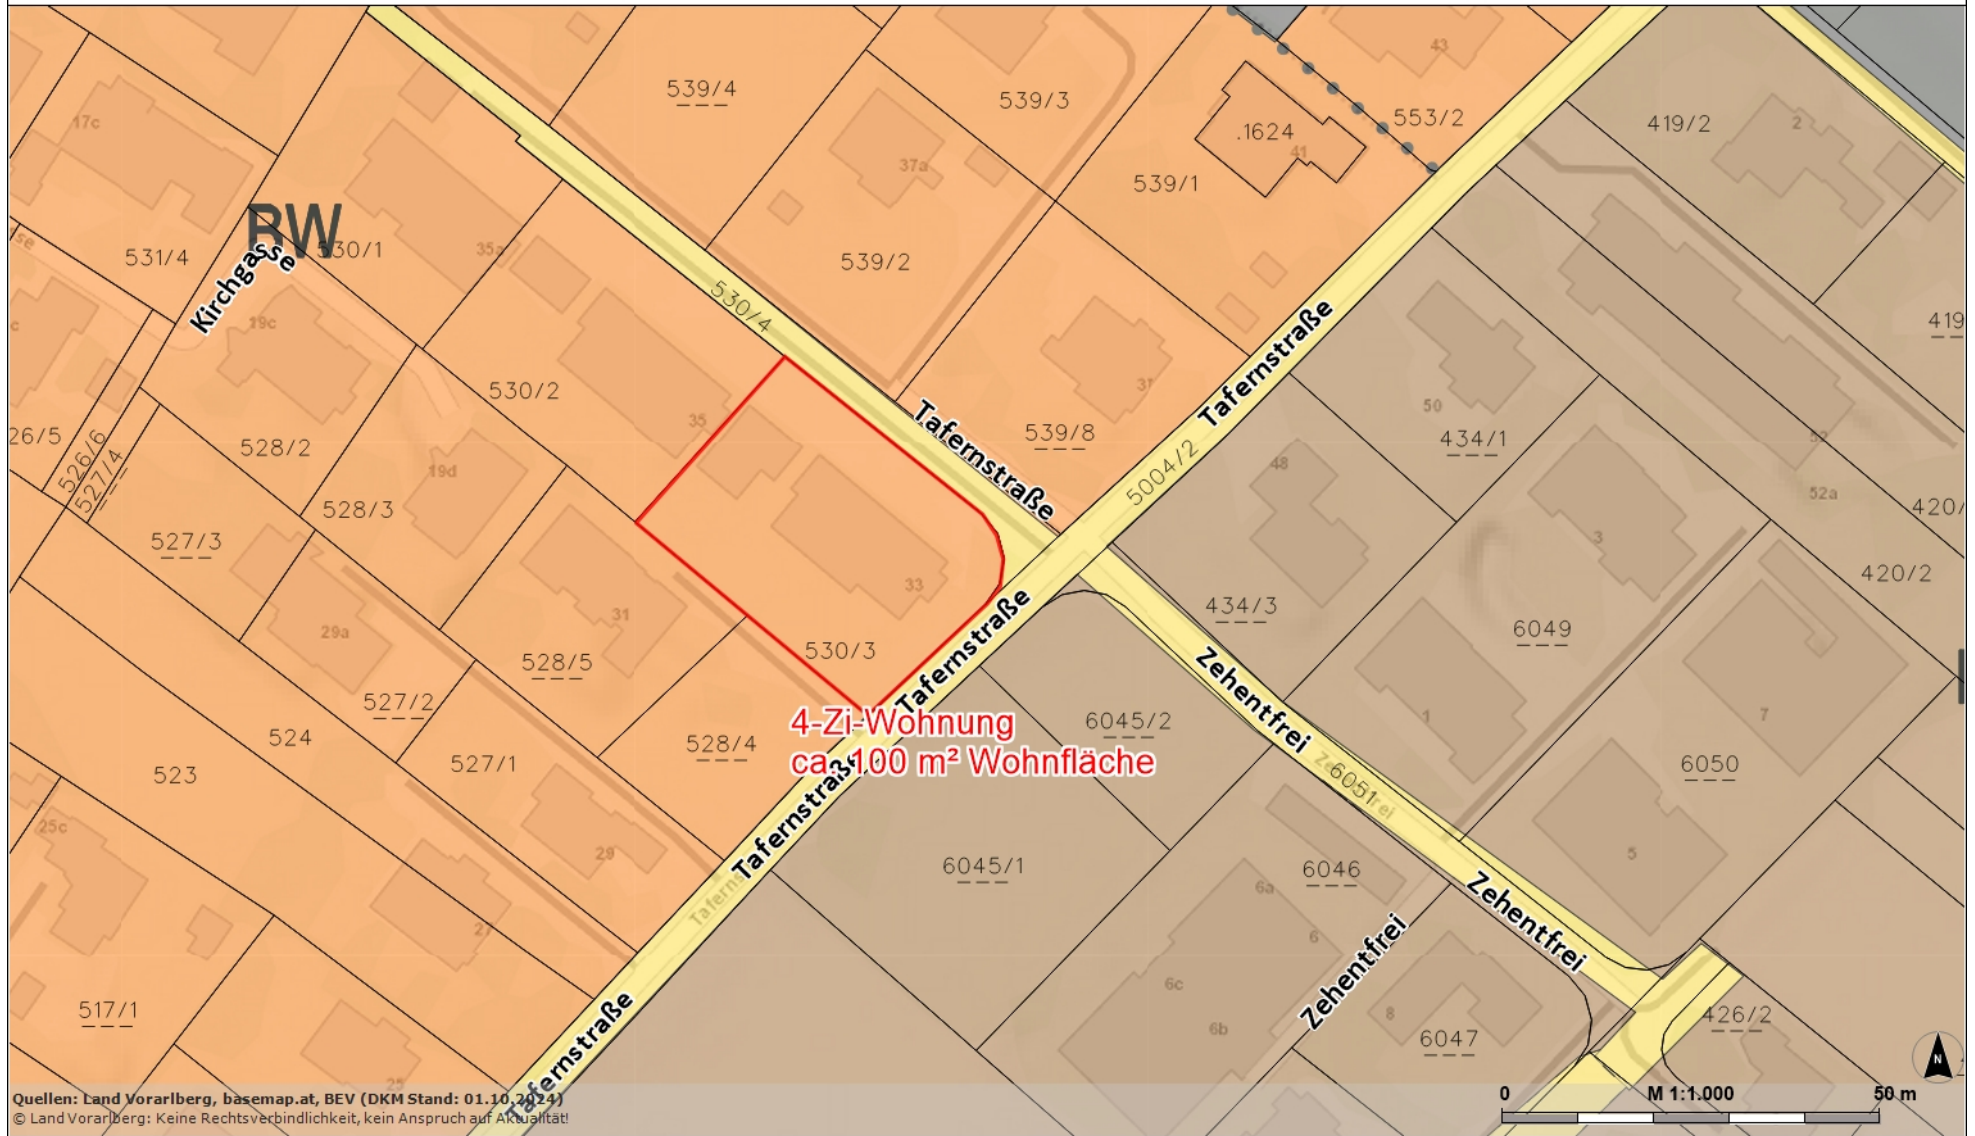 539/4
539/3
43
553/2
419/2
2
17c
37a
.1624
41
539/1
BW
531/4
530/1
35a
539/2
Kirchgasse
19c
530/4
Tafernstraße
419
37
530/2
35
50
434/1
26/5
526/6
527/4
528/2
19d
Tafernstraße
539/8
5004/2
48
52
52a
420/
528/3
527/3
3
420/2
33
31
29a
434/3
6049
Tafernstraße
530/3
528/5
527/2
Zehentfrei
524
528/4
4-Zi-Wohnung
ca. 100 m² Wohnfläche
6045/2
1
7
527/1
523
6050
Zehentfrei
6051
Tafernstraße
25c
29
5
6045/1
6046
6a
Zehentfrei
Taferns
27
6
Zehentfrei
6c
6b
8
517/1
426/2
6047
Tafernstraße
25
N
0 M 1:1.000 50 m
Quellen: Land Vorarlberg, basemap.at, BEV (DKM Stand: 01.10.2024)
© Land Vorarlberg: Keine Rechtsverbindlichkeit, kein Anspruch auf Aktualität!